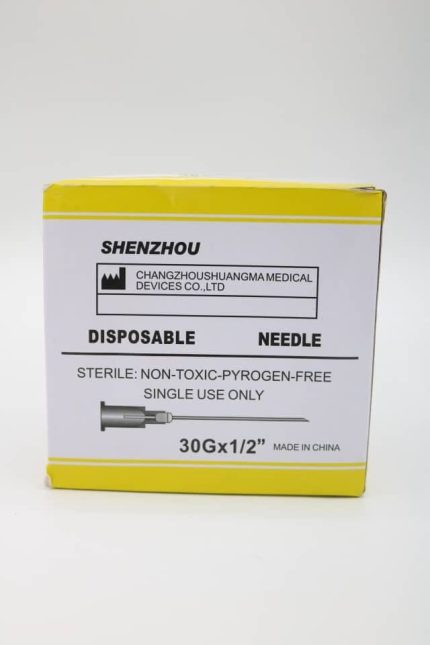 SHENZHOU
CHANGZHOUSHUANGMA MEDICAL
DEVICES CO.,LTD
DISPOSABLE NEEDLE
STERILE: NON-TOXIC-PYROGEN-FREE
SINGLE USE ONLY
30Gx1/2”
MADE IN CHINA